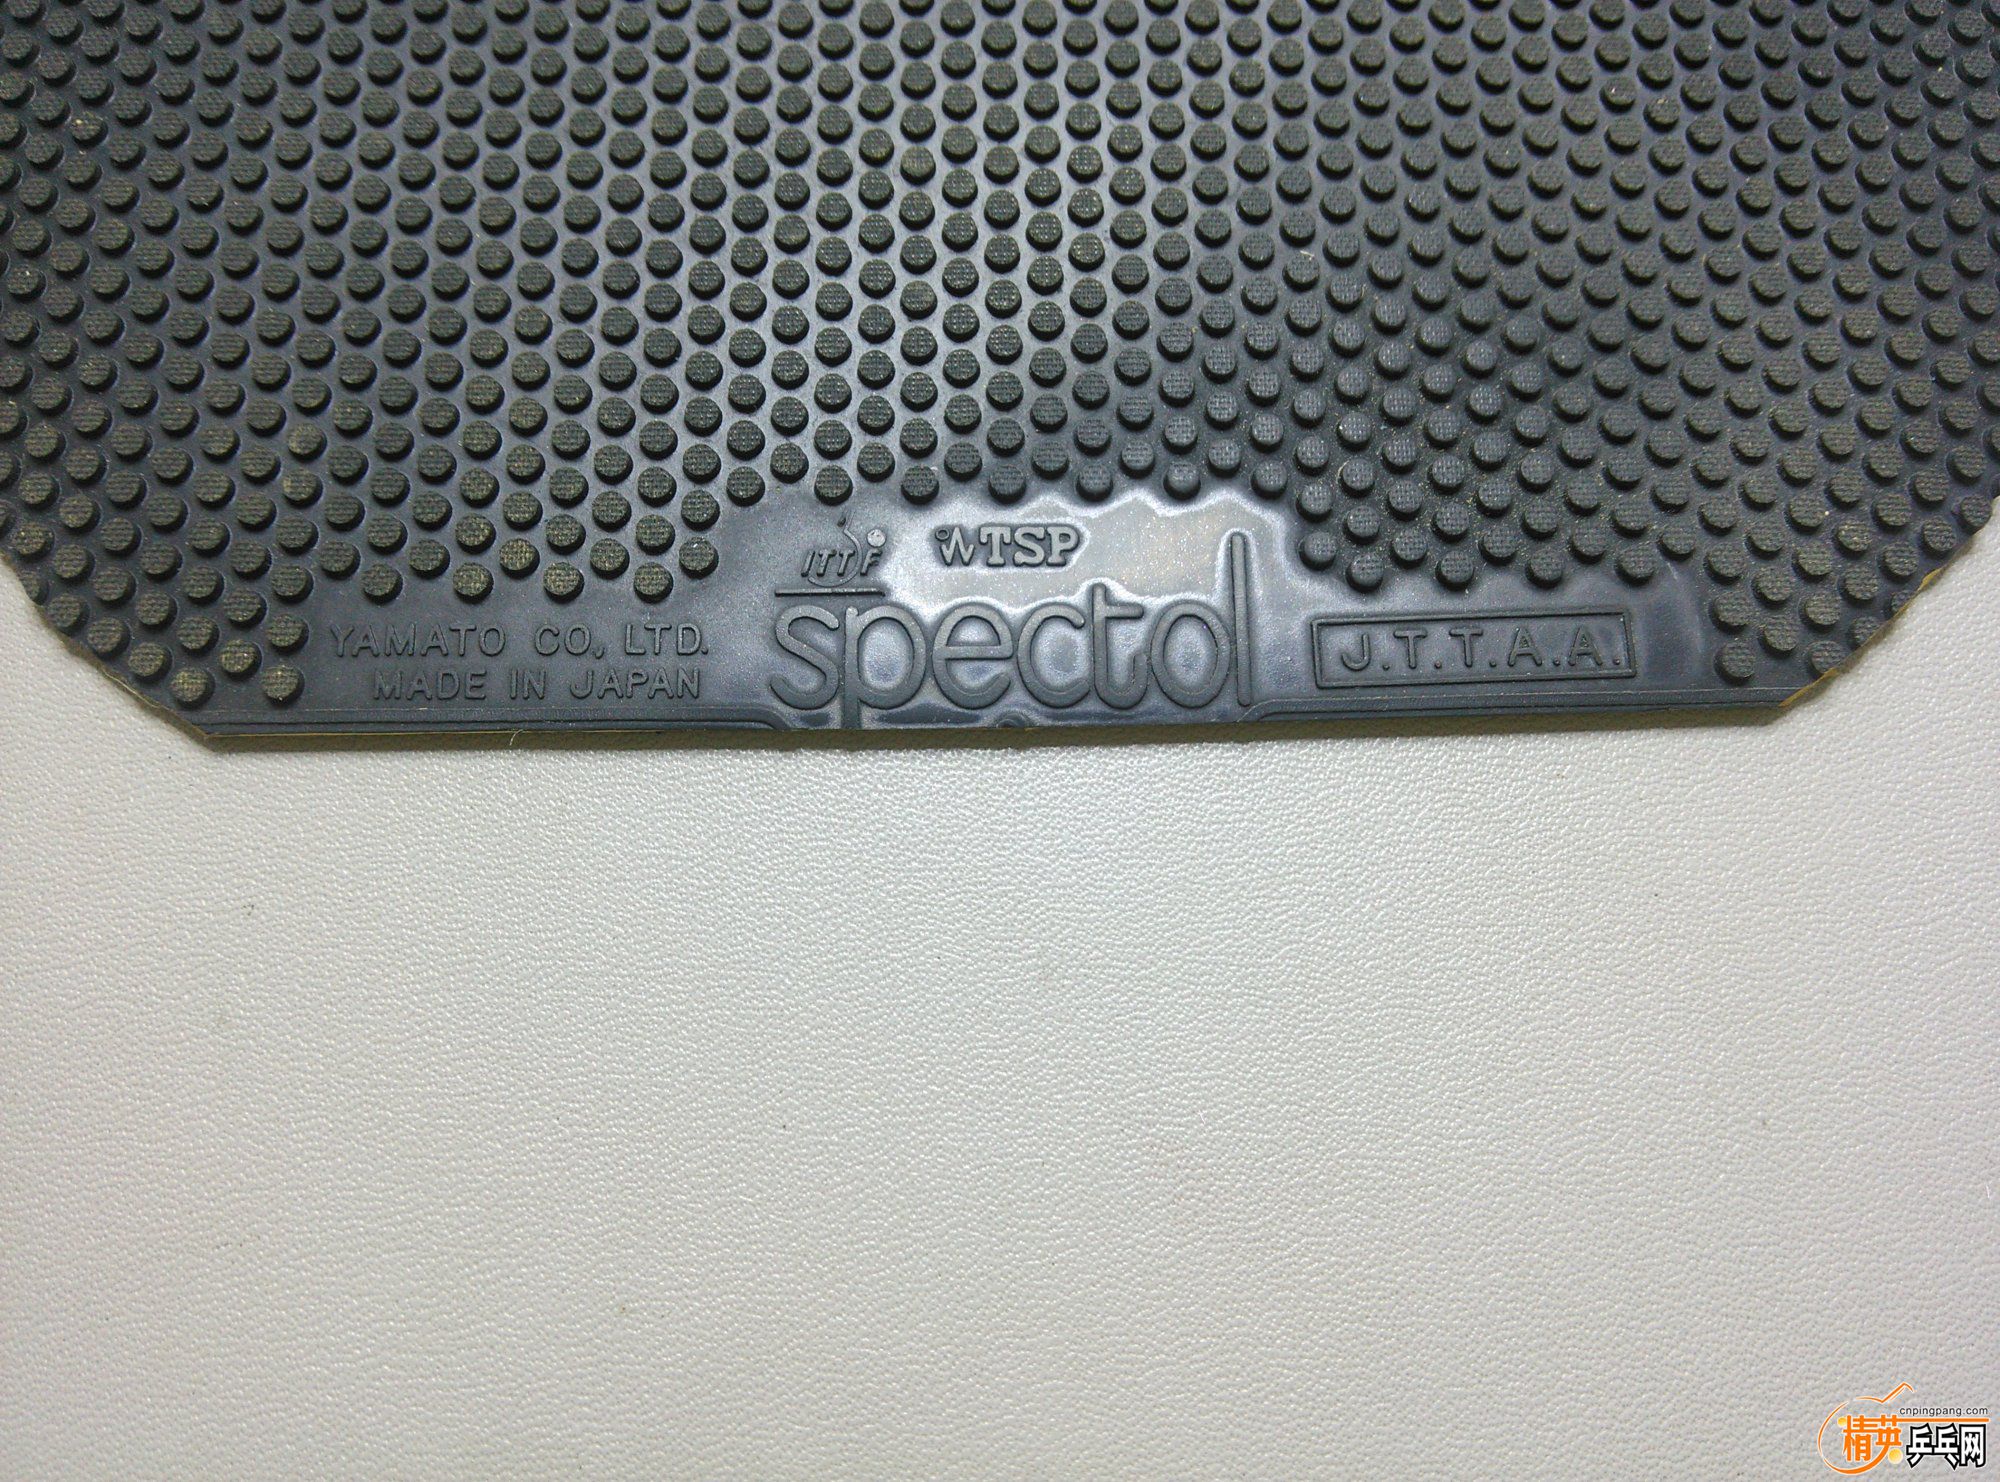 ITTF
TSP
YAMATO CO., LTD.
MADE IN JAPAN
spectol
J.T.T.A.A.
cnpingpang.com
精英乒乓网